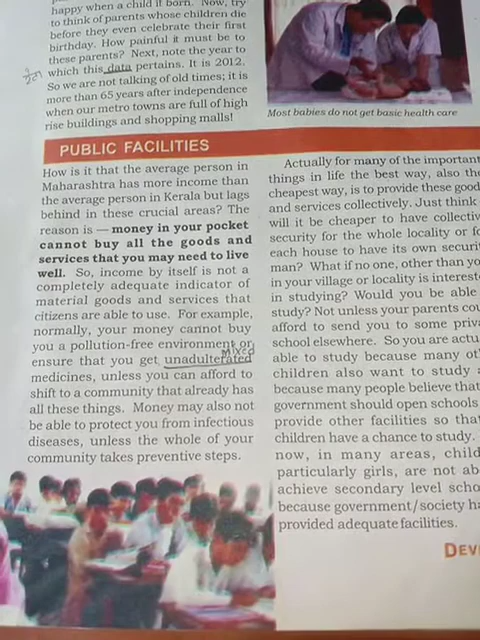 happy when a child if born. Now, try
to think of parents whose children die
before they even celebrate their first
birthday. How painful it must be to
these parents? Next, note the year to
which this data pertains. It is 2012.
So we are not talking of old times; it is
more than 65 years after independence
when our metro towns are full of high
rise buildings and shopping malls!
Most babies do not get basic health care
PUBLIC FACILITIES
How is it that the average person in
Maharashtra has more income than
the average person in Kerala but lags
behind in these crucial areas? The
reason is — money in your pocket
cannot buy all the goods and
services that you may need to live
well. So, income by itself is not a
completely adequate indicator of
material goods and services that
citizens are able to use. For example,
normally, your money cannot buy
you a pollution-free environment or
mixed
ensure that you get unadulterated
medicines, unless you can afford to
shift to a community that already has
all these things. Money may also not
be able to protect you from infectious
diseases, unless the whole of your
community takes preventive steps.
Actually for many of the important
things in life the best way, also the
cheapest way, is to provide these good
and services collectively. Just think
will it be cheaper to have collectiv
security for the whole locality or fo
each house to have its own securi
man? What if no one, other than yo
in your village or locality is interest
in studying? Would you be able
study? Not unless your parents cou
afford to send you to some priva
school elsewhere. So you are actu
able to study because many ot
children also want to study
because many people believe that
government should open schools
provide other facilities so that
children have a chance to study.
now, in many areas, child
particularly girls, are not ab
achieve secondary level scho
because government/society ha
provided adequate facilities.
DEV